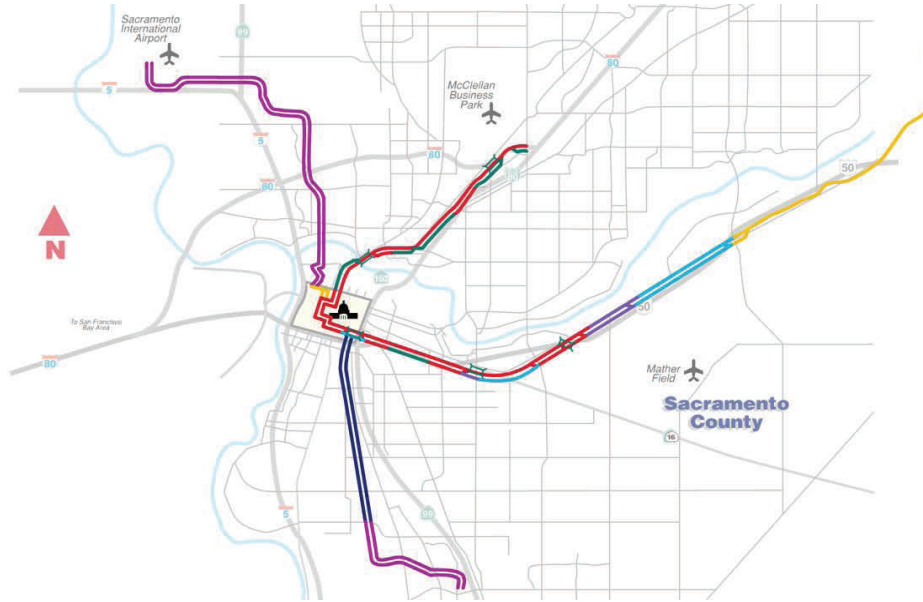 Sacramento
International
Airport
99
5
McClellan
Business
Park
80
5
80
80
50
N
To San Francisco
Bay Area
50
80
Mather
Field
Sacramento
County
16
5
99